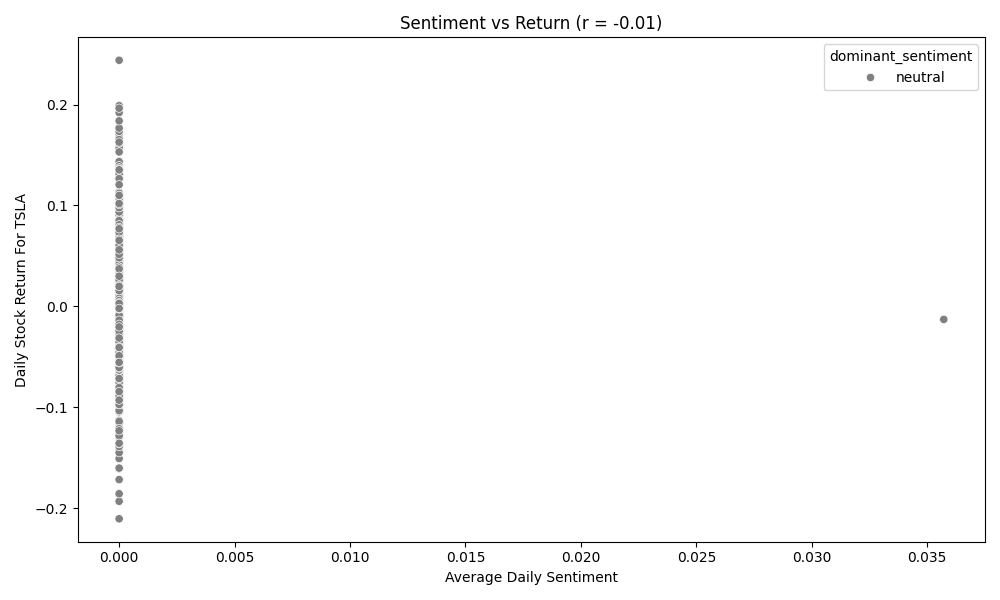 Sentiment vs Return (r = -0.01)
dominant_sentiment
neutral
Daily Stock Return For TSLA
0.2
0.1
0.0
−0.1
−0.2
0.000 0.005 0.010 0.015 0.020 0.025 0.030 0.035
Average Daily Sentiment